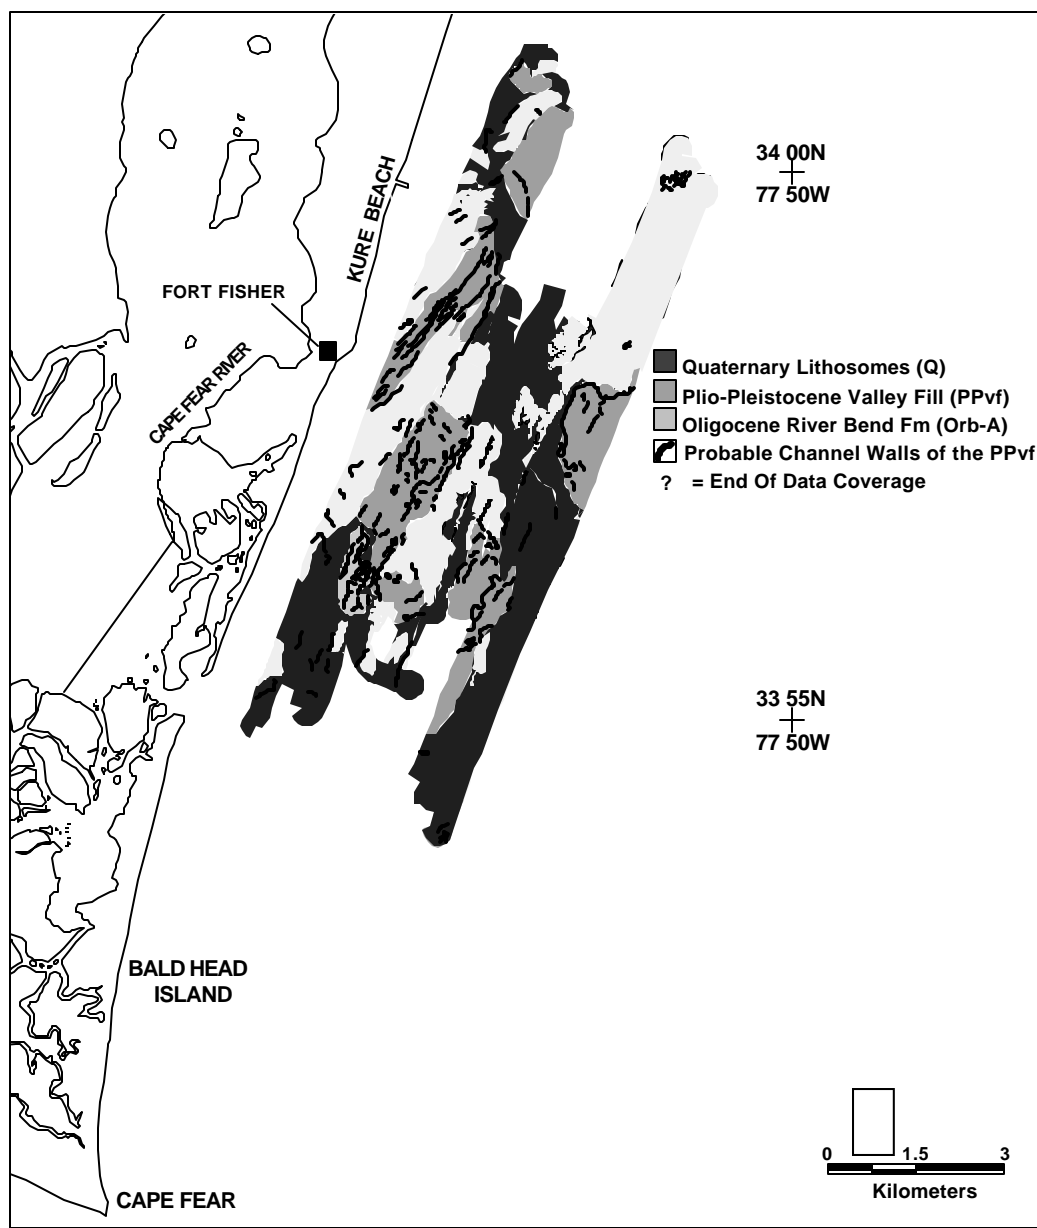 34 00N
77 50W
KURE BEACH
FORT FISHER
CAPE FEAR RIVER
Quaternary Lithosomes (Q)
Plio-Pleistocene Valley Fill (PPvf)
Oligocene River Bend Fm (Orb-A)
Probable Channel Walls of the PPvf
? = End Of Data Coverage
33 55N
77 50W
BALD HEAD
ISLAND
0 1.5 3
Kilometers
CAPE FEAR